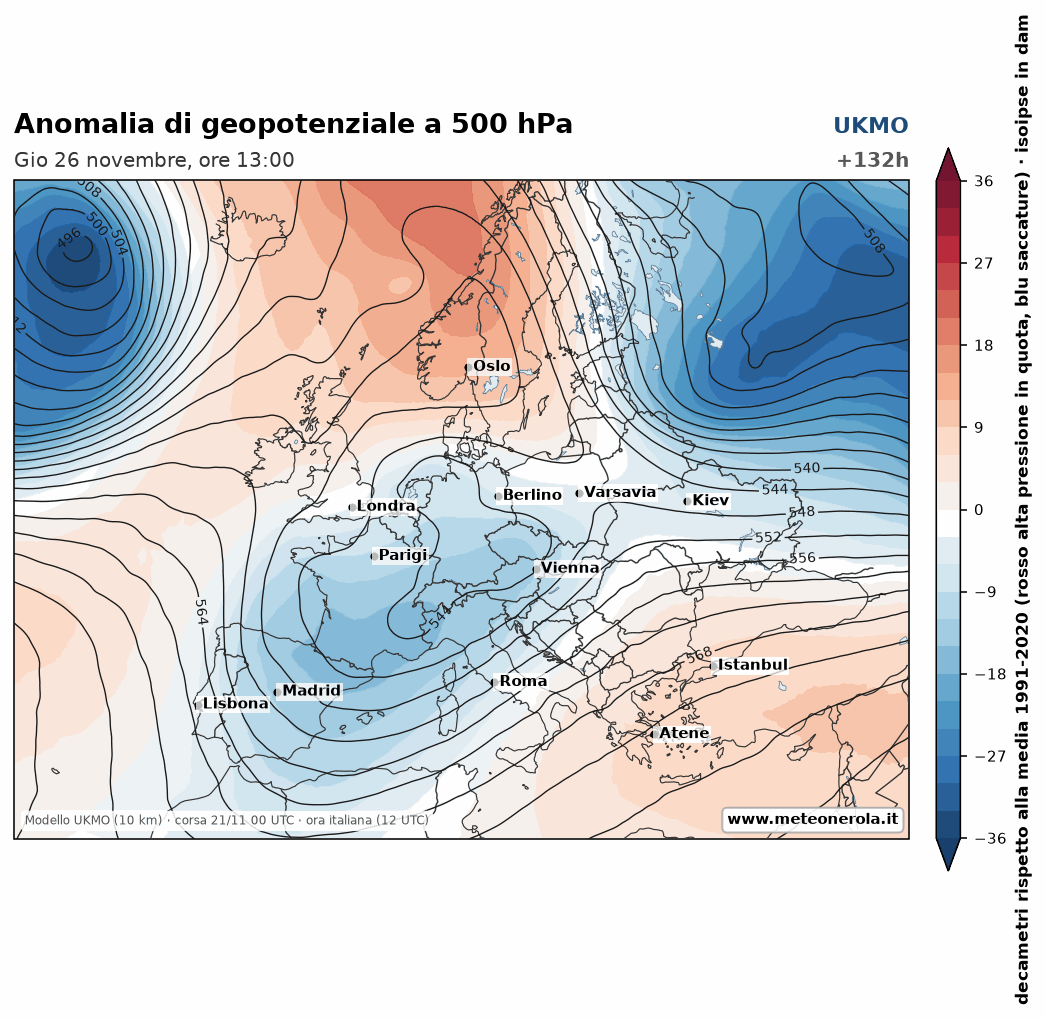 Anomalia di geopotenziale a 500 hPa
UKMO
Gio 26 novembre, ore 13:00
+132h
508
500
504
496
12
508
Oslo
540
544
548
552
556
Londra
Berlino
Varsavia
Kiev
Parigi
Vienna
564
544
568
Istanbul
Roma
Madrid
Lisbona
Atene
Modello UKMO (10 km) · corsa 21/11 00 UTC · ora italiana (12 UTC)
www.meteonerola.it
36
27
18
9
0
−9
−18
−27
−36
decametri rispetto alla media 1991-2020 (rosso alta pressione in quota, blu saccature) · isoipse in dam